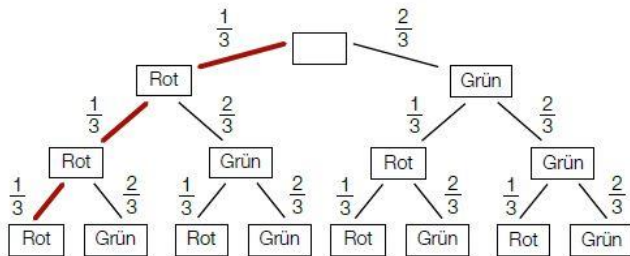 1/3 2/3
Rot Grün
1/3 2/3 1/3 2/3
Rot Grün Rot Grün
1/3 2/3 1/3 2/3 1/3 2/3 1/3 2/3
Rot Grün Rot Grün Rot Grün Rot Grün